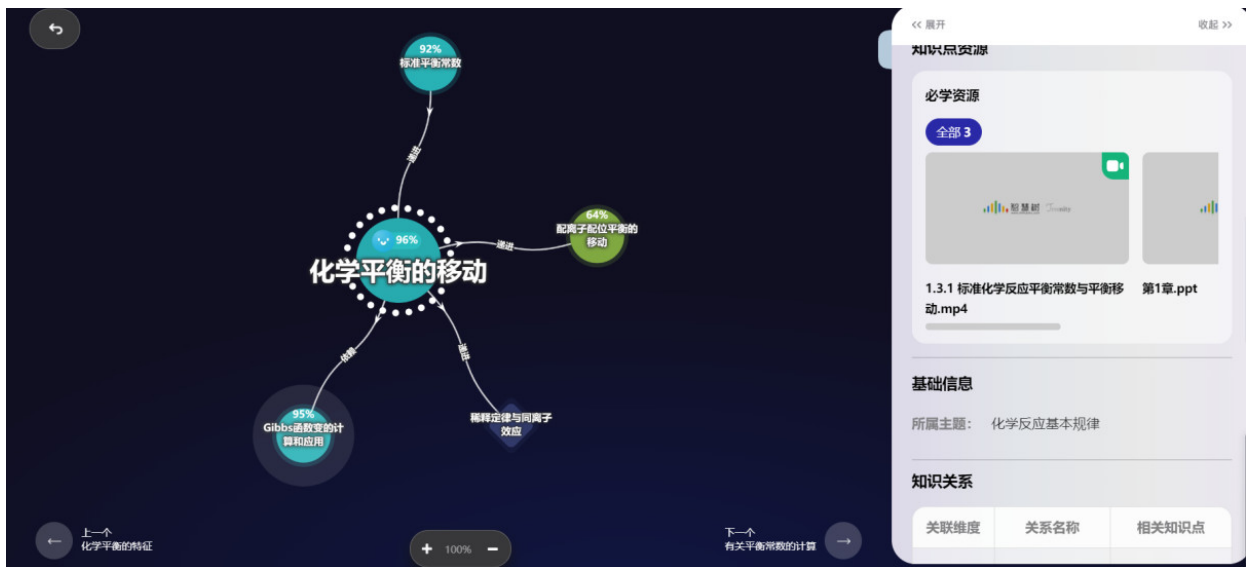 92%
标准平衡常数
96%
化学平衡的移动
递进
64%
配离子配位平衡的
移动
依赖
递进
95%
Gibbs函数变的计
算和应用
稀释定律与同离子
效应
上一个
化学平衡的特征
100%
下一个
有关平衡常数的计算
<< 展开
收起 >>
知识点资源
必学资源
全部 3
智慧树
1.3.1 标准化学反应平衡常数与平衡移
动.mp4
第1章.ppt
基础信息
所属主题： 化学反应基本规律
知识关系
关联维度 关系名称 相关知识点